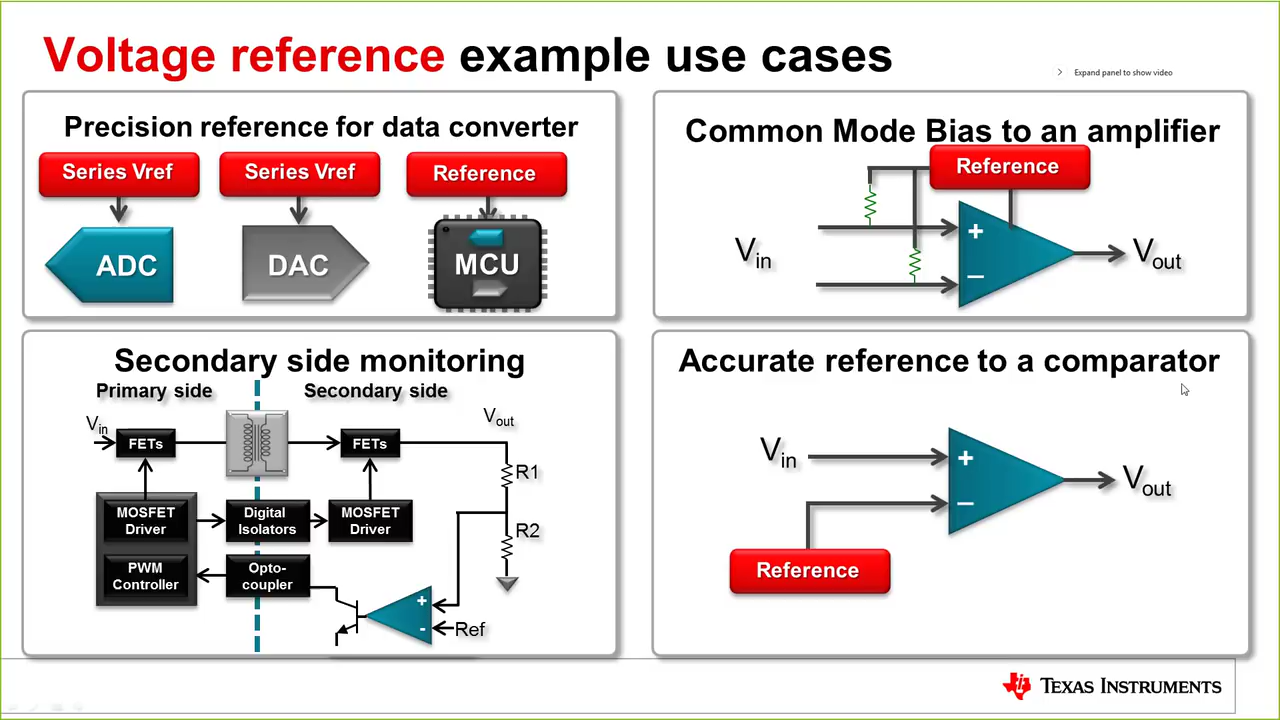 Voltage reference example use cases
Expand panel to show video
Precision reference for data converter
Series Vref
Series Vref
Reference
ADC
DAC
MCU
Common Mode Bias to an amplifier
Reference
Vin
+
–
Vout
Secondary side monitoring
Primary side
Secondary side
Vin
Vout
FETs
FETs
R1
MOSFET
Driver
Digital
Isolators
MOSFET
Driver
R2
PWM
Controller
Opto-
coupler
+
-
Ref
Accurate reference to a comparator
Vin
+
–
Vout
Reference
TEXAS INSTRUMENTS